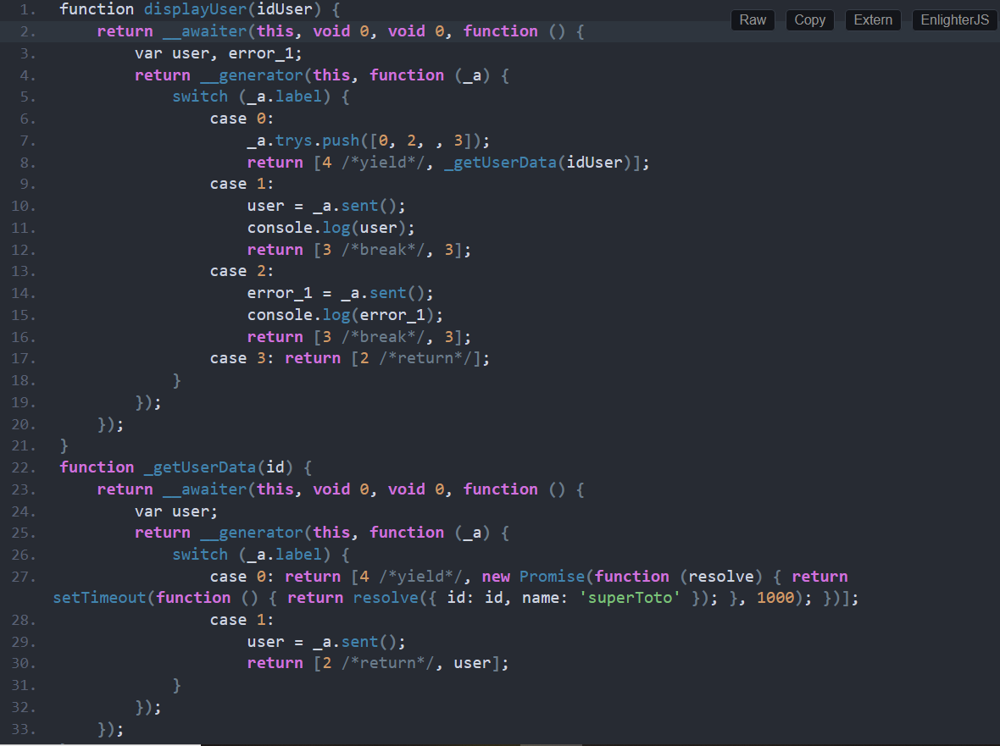 Raw Copy Extern EnlighterJS
1. function displayUser(idUser) {
2.     return __awaiter(this, void 0, void 0, function () {
3.         var user, error_1;
4.         return __generator(this, function (_a) {
5.             switch (_a.label) {
6.                 case 0:
7.                     _a.trys.push([0, 2, , 3]);
8.                     return [4 /*yield*/, _getUserData(idUser)];
9.                 case 1:
10.                     user = _a.sent();
11.                     console.log(user);
12.                     return [3 /*break*/, 3];
13.                 case 2:
14.                     error_1 = _a.sent();
15.                     console.log(error_1);
16.                     return [3 /*break*/, 3];
17.                 case 3: return [2 /*return*/];
18.             }
19.         });
20.     });
21. }
22. function _getUserData(id) {
23.     return __awaiter(this, void 0, void 0, function () {
24.         var user;
25.         return __generator(this, function (_a) {
26.             switch (_a.label) {
27.                 case 0: return [4 /*yield*/, new Promise(function (resolve) { return
setTimeout(function () { return resolve({ id: id, name: 'superToto' }); }, 1000); })];
28.                 case 1:
29.                     user = _a.sent();
30.                     return [2 /*return*/, user];
31.             }
32.         });
33.     });